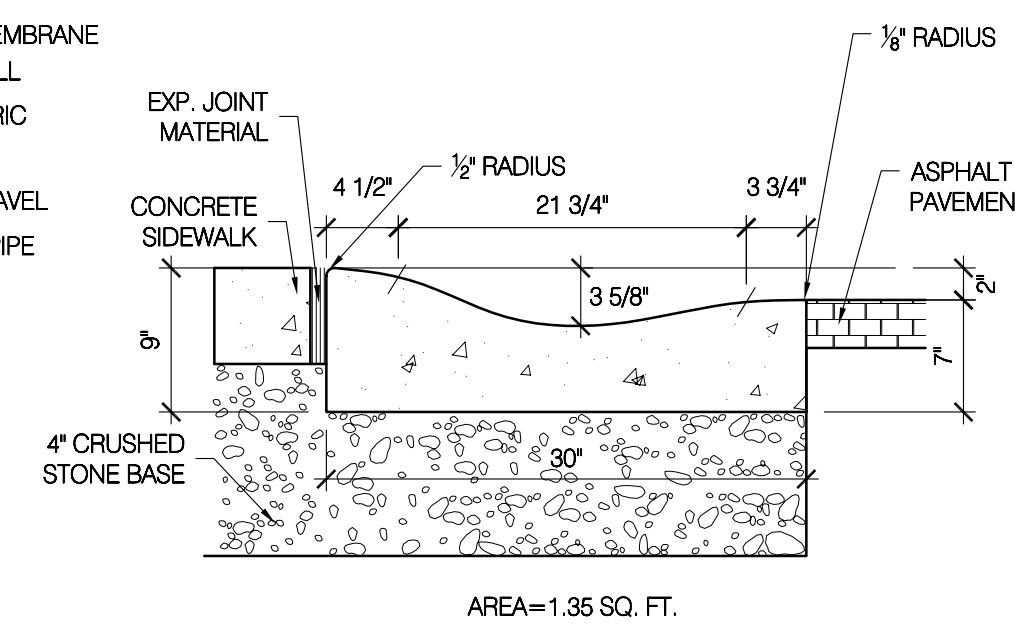 EMBRANE
LL
RIC
AVEL
PIPE
EXP. JOINT
MATERIAL
CONCRETE
SIDEWALK
½" RADIUS
⅛" RADIUS
ASPHALT
PAVEMEN
4 1/2"
21 3/4"
3 3/4"
3 5/8"
2"
9"
7"
4" CRUSHED
STONE BASE
30"
AREA=1.35 SQ. FT.